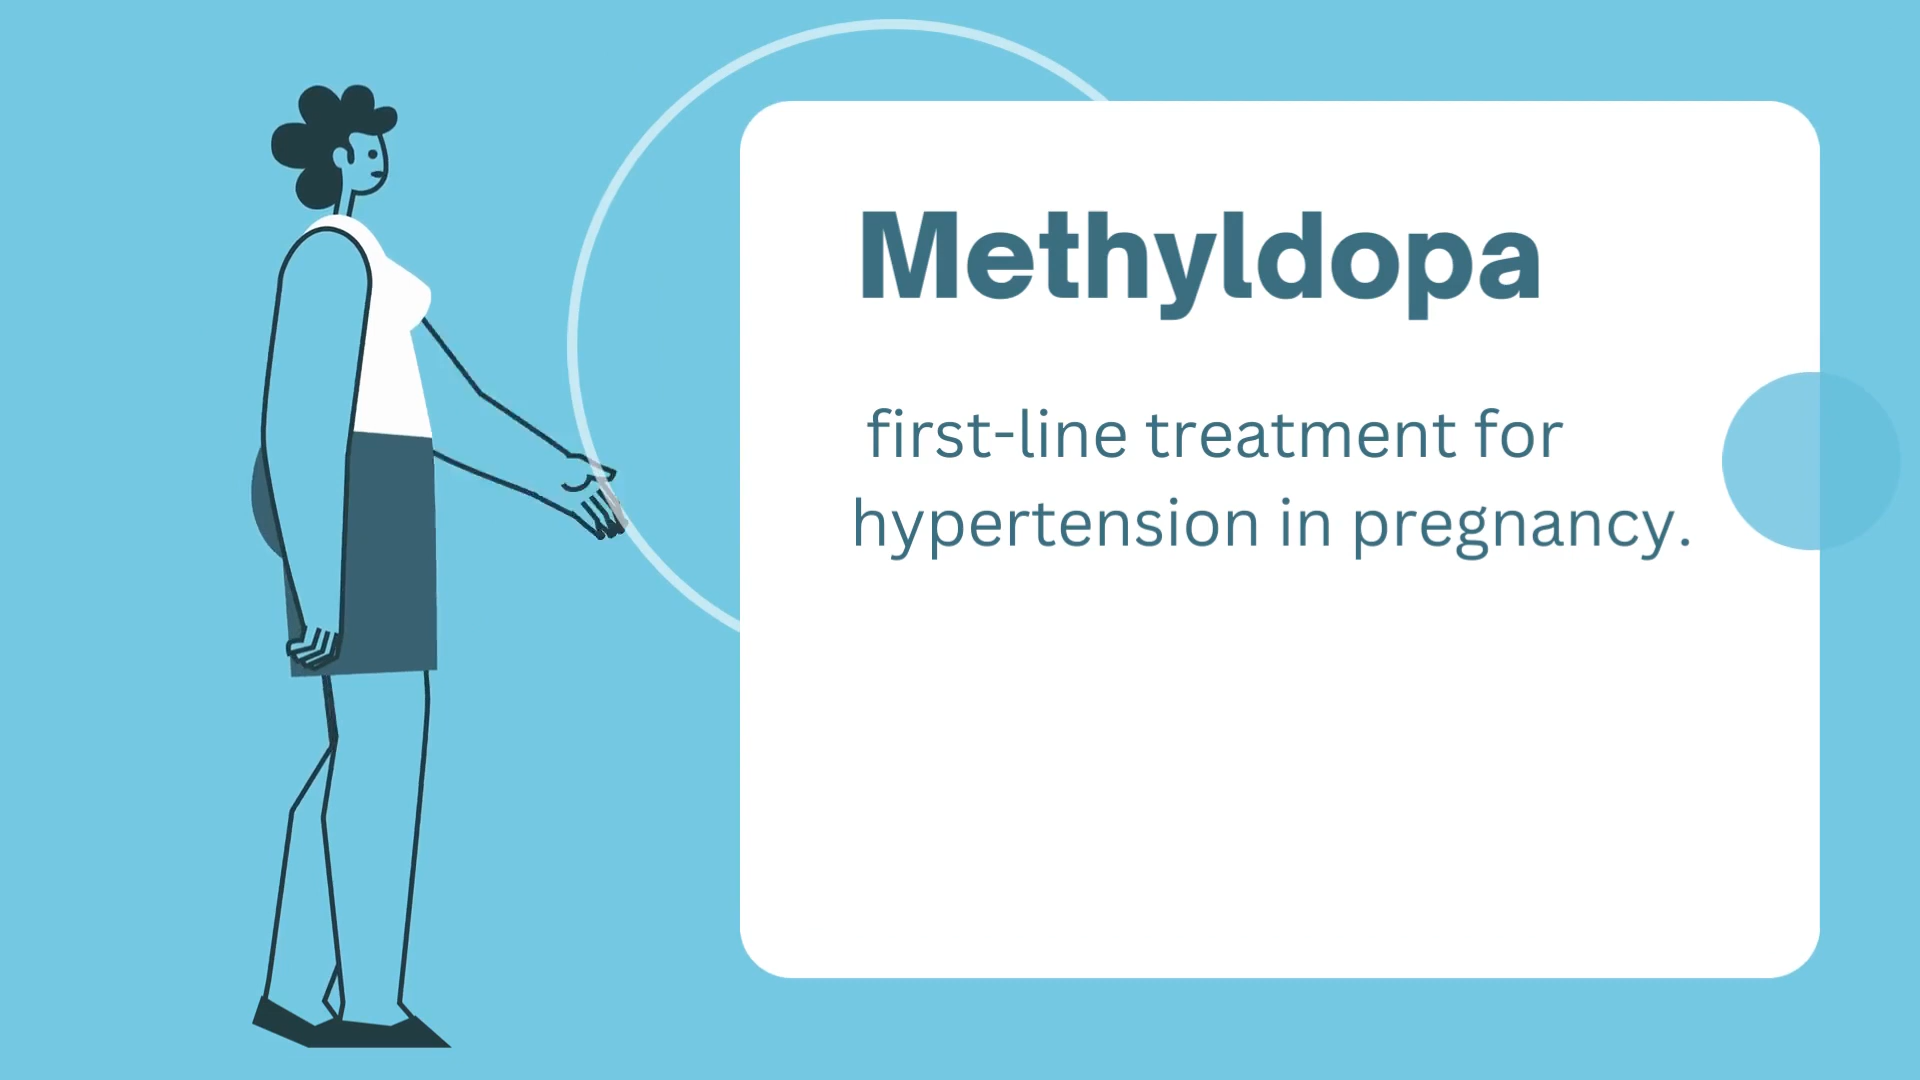 Methyldopa
first-line treatment for
hypertension in pregnancy.